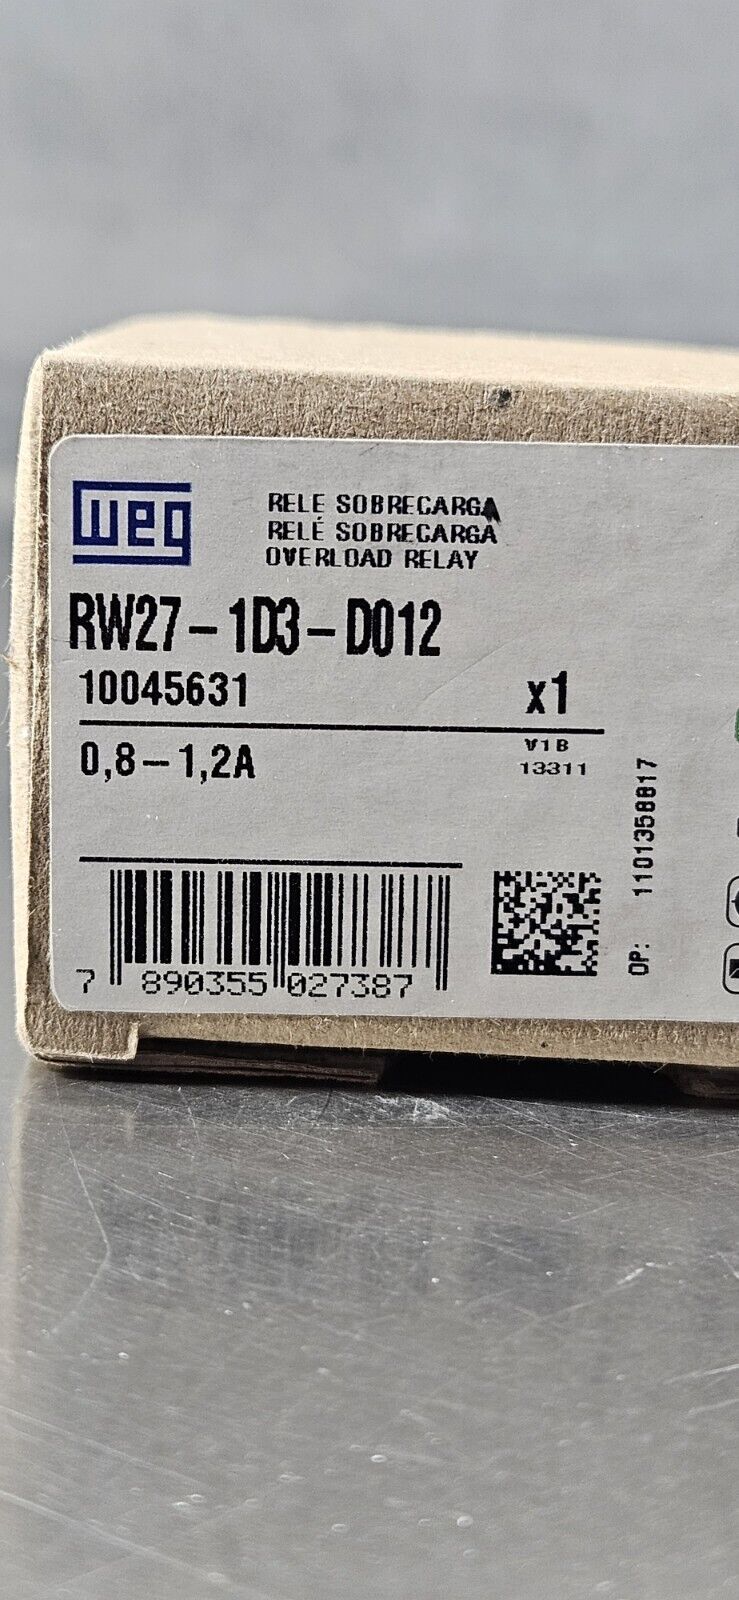 weg
RELE SOBRECARGA
RELÉ SOBRECARGA
OVERLOAD RELAY
RW27-1D3-D012
10045631
x1
0,8-1,2A
V1B
13311
OP: 1101358817
7 890355 027387